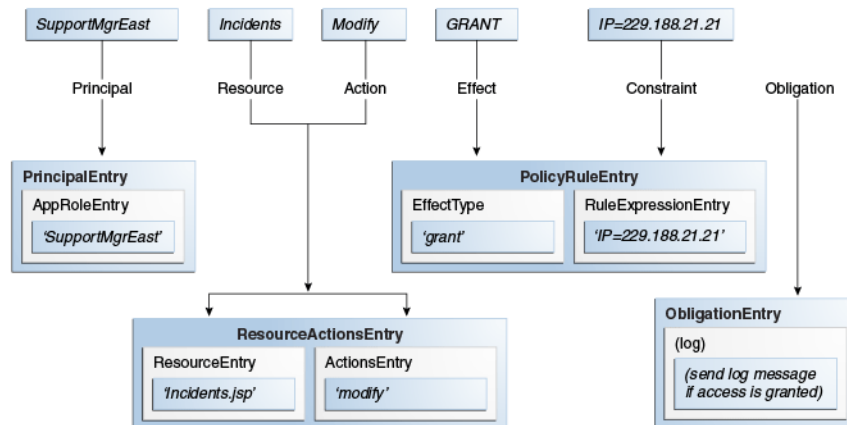 SupportMgrEast
Incidents
Modify
GRANT
IP=229.188.21.21
Principal
Resource
Action
Effect
Constraint
Obligation
PrincipalEntry
AppRoleEntry
‘SupportMgrEast’
PolicyRuleEntry
EffectType
‘grant’
RuleExpressionEntry
‘IP=229.188.21.21’
ResourceActionsEntry
ResourceEntry
‘Incidents.jsp’
ActionsEntry
‘modify’
ObligationEntry
(log)
(send log message
if access is granted)